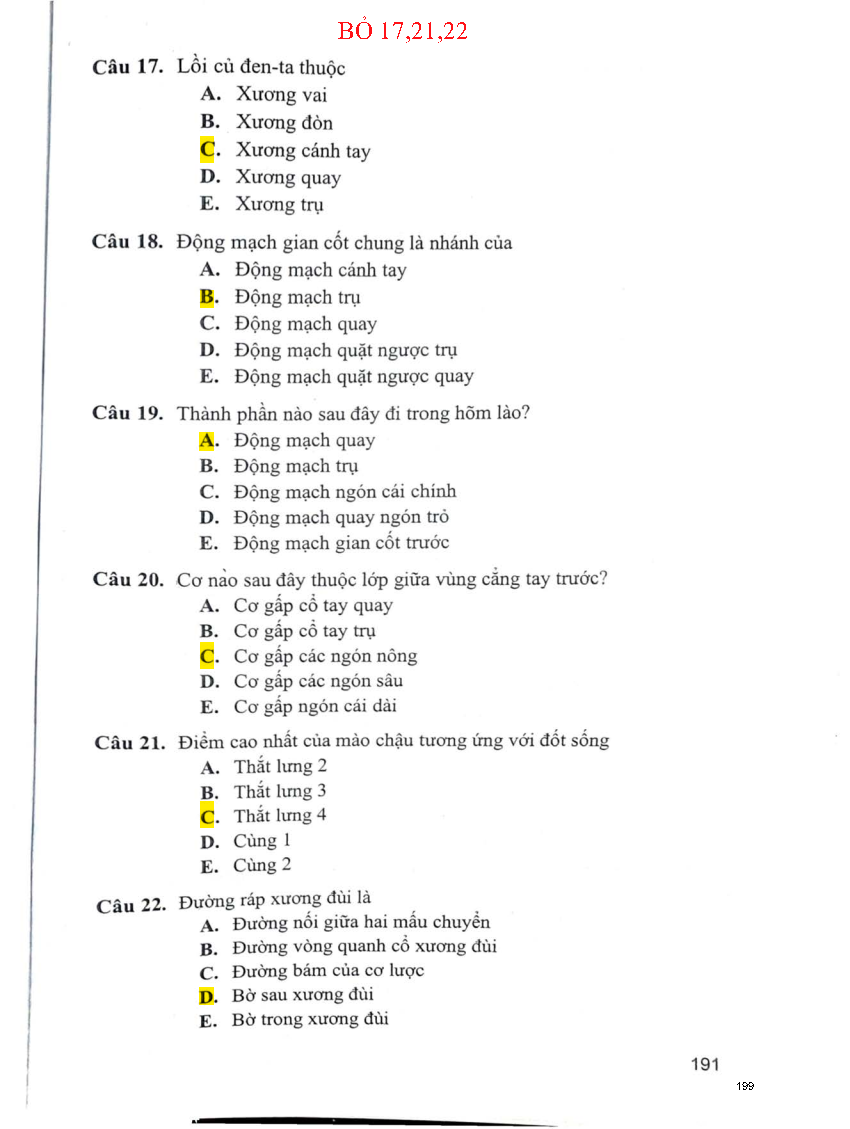 BỎ 17,21,22
Câu 17. Lồi củ đen-ta thuộc
A. Xương vai
B. Xương đòn
C. Xương cánh tay
D. Xương quay
E. Xương trụ
Câu 18. Động mạch gian cốt chung là nhánh của
A. Động mạch cánh tay
B. Động mạch trụ
C. Động mạch quay
D. Động mạch quặt ngược trụ
E. Động mạch quặt ngược quay
Câu 19. Thành phần nào sau đây đi trong hõm lào?
A. Động mạch quay
B. Động mạch trụ
C. Động mạch ngón cái chính
D. Động mạch quay ngón trỏ
E. Động mạch gian cốt trước
Câu 20. Cơ nào sau đây thuộc lớp giữa vùng cẳng tay trước?
A. Cơ gấp cổ tay quay
B. Cơ gấp cổ tay trụ
C. Cơ gấp các ngón nông
D. Cơ gấp các ngón sâu
E. Cơ gấp ngón cái dài
Câu 21. Điểm cao nhất của mào chậu tương ứng với đốt sống
A. Thắt lưng 2
B. Thắt lưng 3
C. Thắt lưng 4
D. Cùng 1
E. Cùng 2
Câu 22. Đường ráp xương đùi là
A. Đường nối giữa hai mấu chuyển
B. Đường vòng quanh cổ xương đùi
C. Đường bám của cơ lược
D. Bờ sau xương đùi
E. Bờ trong xương đùi
191
199